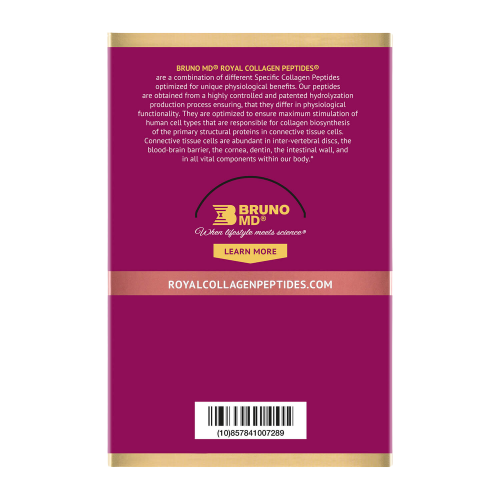 BRUNO MD® ROYAL COLLAGEN PEPTIDES®
are a combination of different Specific Collagen Peptides
optimized for unique physiological benefits. Our peptides
are obtained from a highly controlled and patented hydrolyzation
production process ensuring, that they differ in physiological
functionality. They are optimized to ensure maximum stimulation of
human cell types that are responsible for collagen biosynthesis
of the primary structural proteins in connective tissue cells.
Connective tissue cells are abundant in inter-vertebral discs, the
blood-brain barrier, the cornea, dentin, the intestinal wall, and
in all vital components within our body.*
BRUNO
MD®
When lifestyle meets science®
LEARN MORE
ROYALCOLLAGENPEPTIDES.COM
(10)857841007289